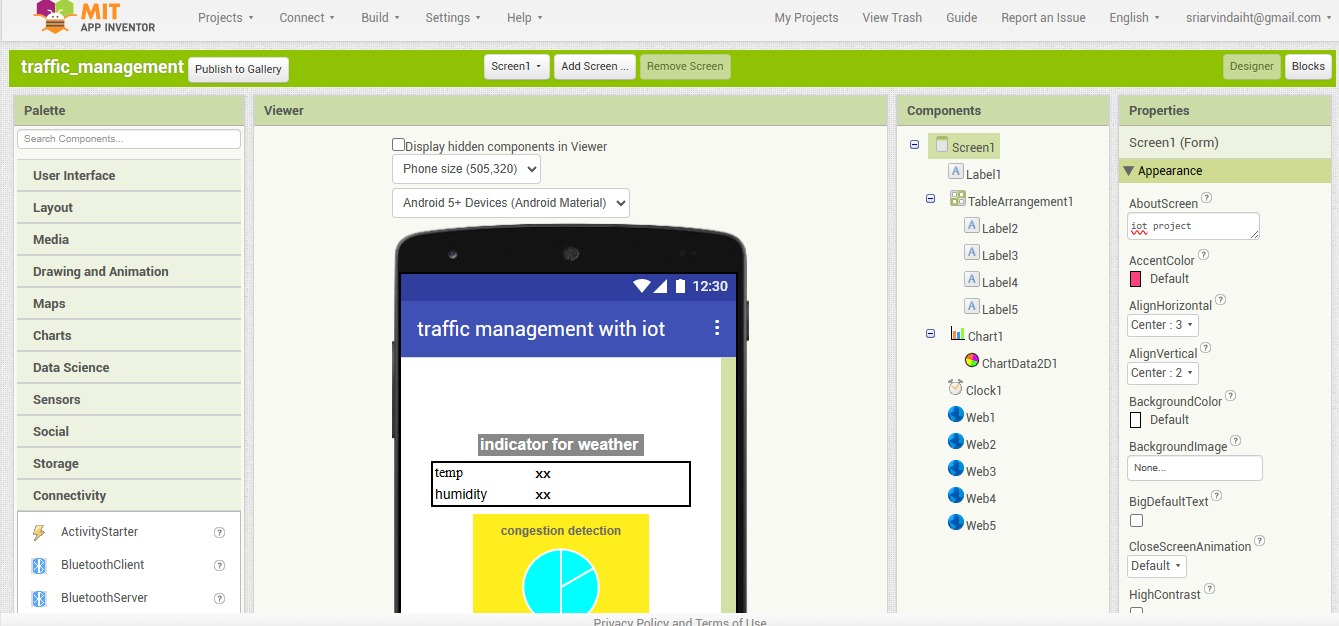 MIT
APP INVENTOR
Projects Connect Build Settings Help My Projects View Trash Guide Report an Issue English sriarvindaiht@gmail.com
traffic_management Publish to Gallery Screen1 Add Screen ... Remove Screen Designer Blocks
Palette
Search Components...
User Interface
Layout
Media
Drawing and Animation
Maps
Charts
Data Science
Sensors
Social
Storage
Connectivity
ActivityStarter ?
BluetoothClient ?
BluetoothServer ?
Viewer
Display hidden components in Viewer
Phone size (505,320)
Android 5+ Devices (Android Material)
12:30
traffic management with iot
indicator for weather
temp xx
humidity xx
congestion detection
Components
Screen1
A Label1
TableArrangement1
A Label2
A Label3
A Label4
A Label5
Chart1
ChartData2D1
Clock1
Web1
Web2
Web3
Web4
Web5
Properties
Screen1 (Form)
Appearance
AboutScreen ?
iot project
AccentColor ?
Default
AlignHorizontal ?
Center : 3
AlignVertical ?
Center : 2
BackgroundColor ?
Default
BackgroundImage ?
None...
BigDefaultText ?
CloseScreenAnimation ?
Default
HighContrast ?
Privacy Policy and Terms of Use